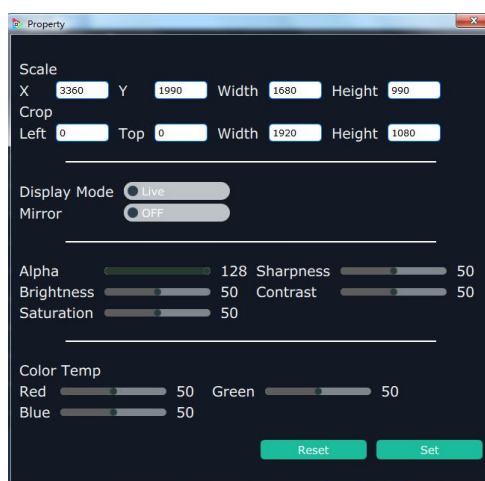 Property
Scale
X 3360 Y 1990 Width 1680 Height 990
Crop
Left 0 Top 0 Width 1920 Height 1080
Display Mode Live
Mirror OFF
Alpha 128 Sharpness 50
Brightness 50 Contrast 50
Saturation 50
Color Temp
Red 50 Green 50
Blue 50
Reset Set